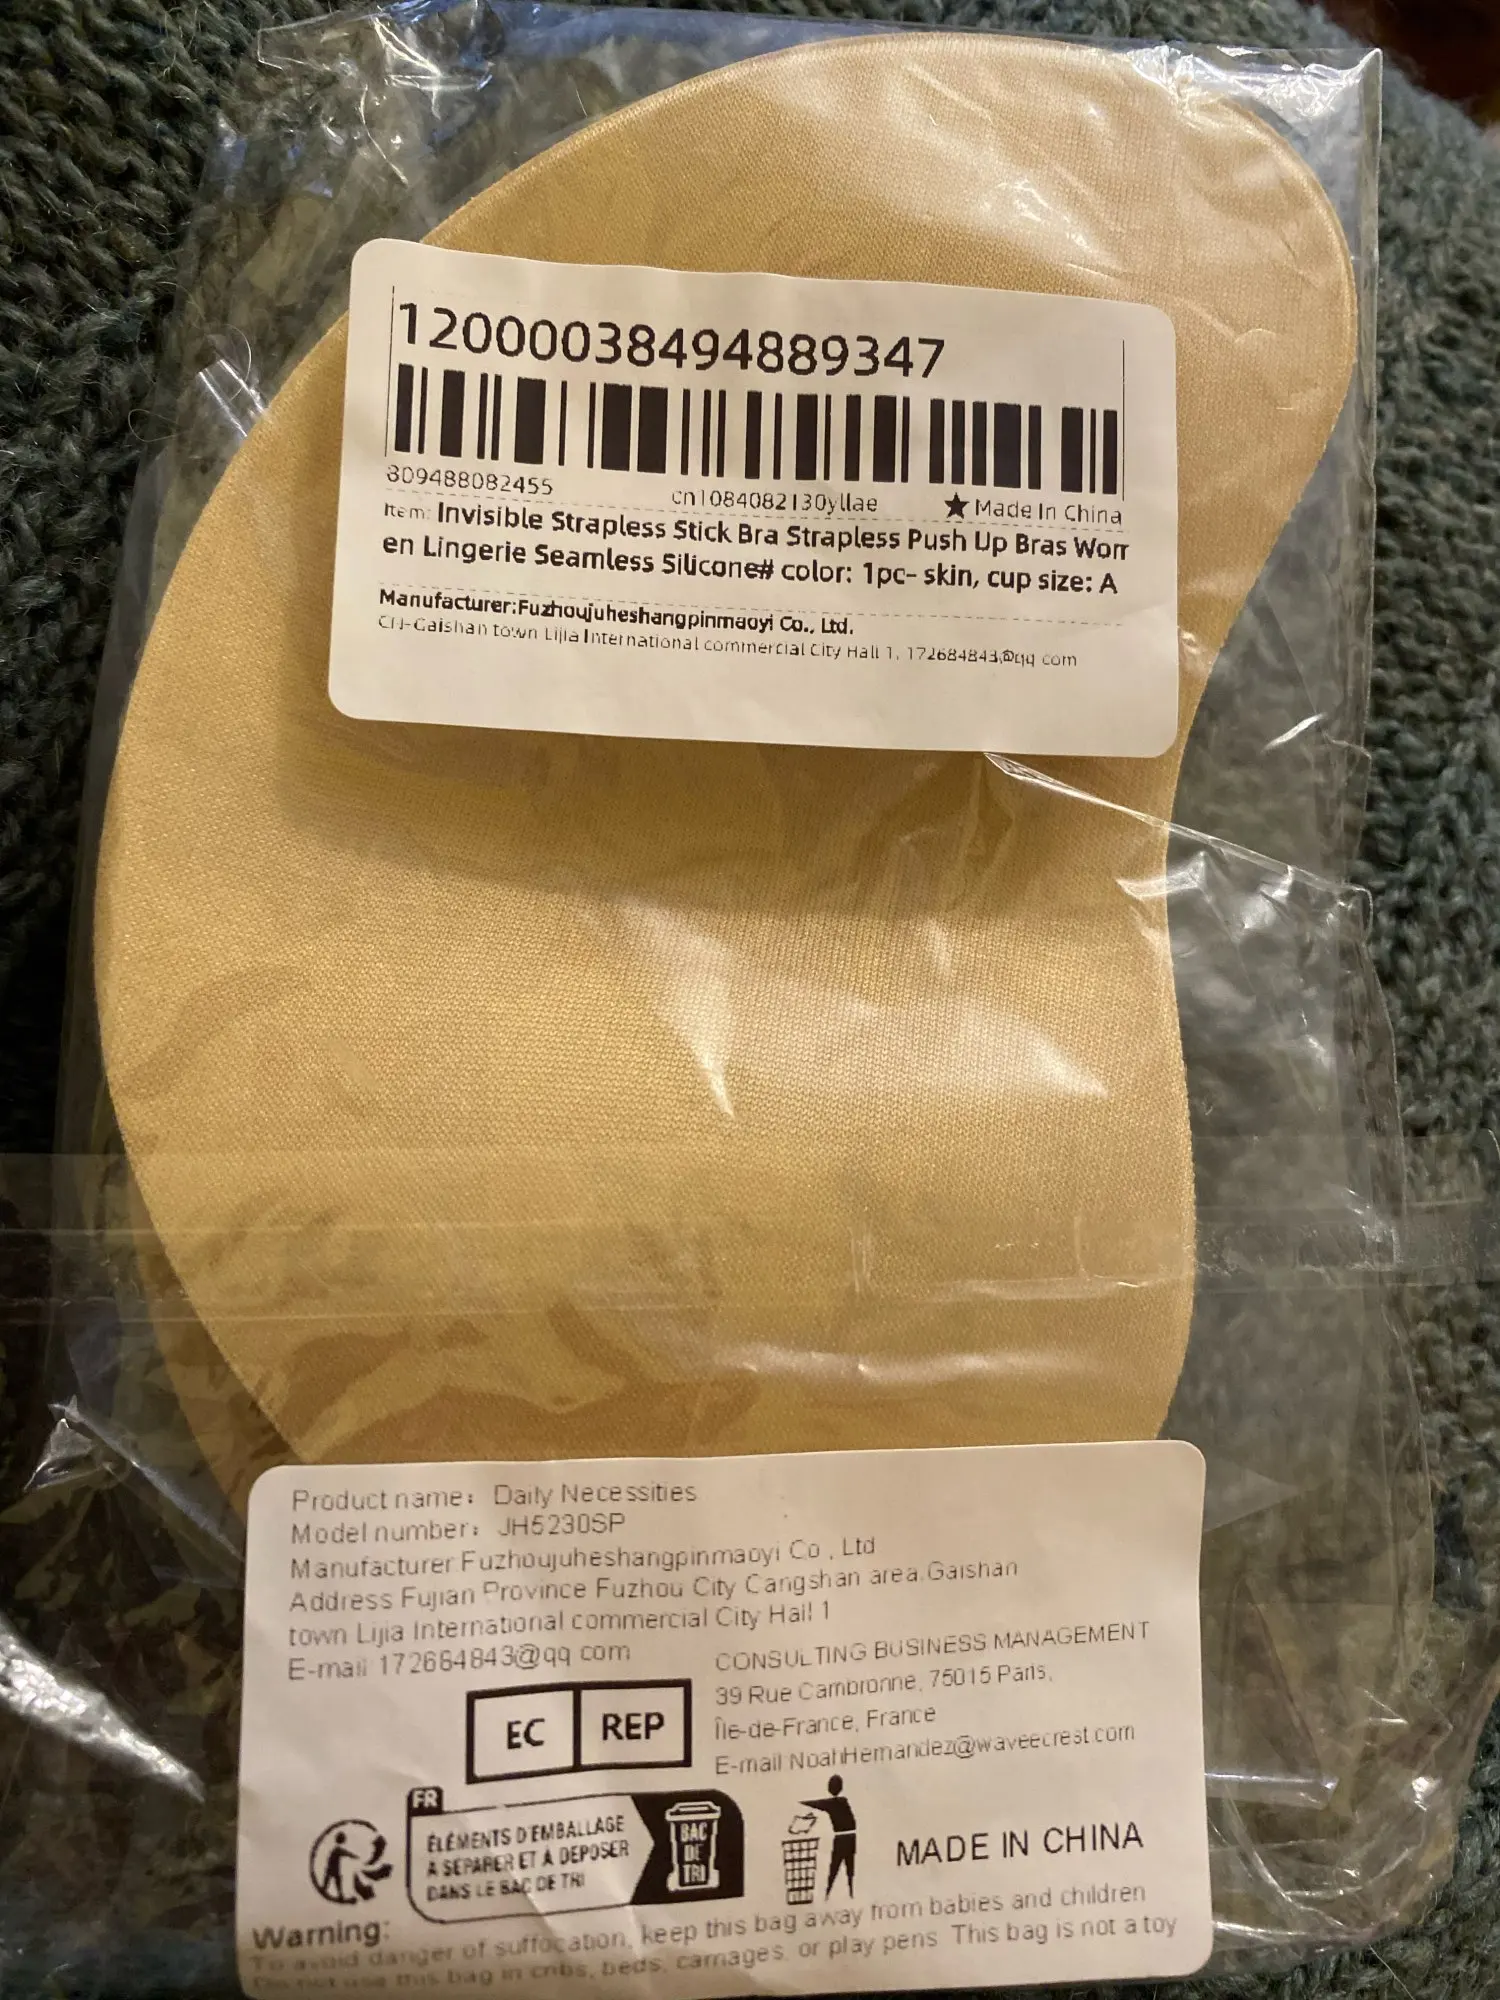 12000038494889347
809488082455 cn1084082130yllae ★ Made In China
Item: Invisible Strapless Stick Bra Strapless Push Up Bras Wom
en Lingerie Seamless Silicone# color: 1pc- skin, cup size: A
Manufacturer:Fuzhoujuheshangpinmaoyi Co., Ltd.
Gaishan town Lijia International commercial City Hall 1, 172684843@qq com
Product name: Daily Necessities
Model number: JH5230SP
Manufacturer Fuzhoujuheshangpinmaoyi Co , Ltd
Address Fujian Province Fuzhou City Cangshan area Gaishan
town Lijia International commercial City Hall 1
E-mail 172684843@qq com
CONSULTING BUSINESS MANAGEMENT
39 Rue Cambronne, 75015 Paris,
Île-de-France, France
E-mail NoahHernandez@waveecrest.com
EC REP
FR
ÉLÉMENTS D'EMBALLAGE
A SÉPARER ET À DÉPOSER
DANS LE BAC DE TRI
BAC
DE
TRI
MADE IN CHINA
Warning:
To avoid danger of suffocation, keep this bag away from babies and children
Do not use this bag in cribs, beds, carriages, or play pens This bag is not a toy